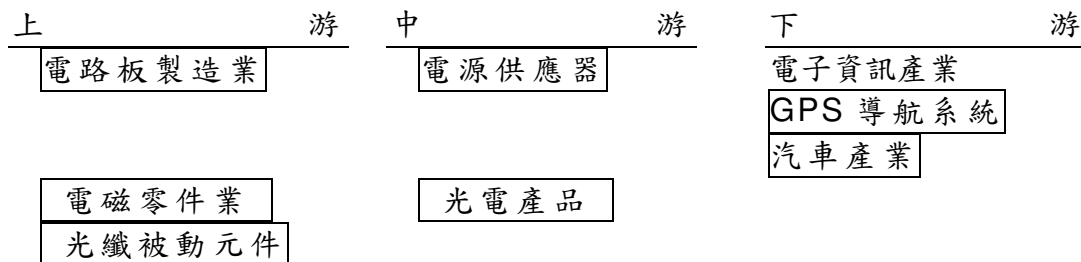 上游 中游 下游
電路板製造業 電源供應器 電子資訊產業
GPS 導航系統
汽車產業
電磁零件業 光電產品
光纖被動元件